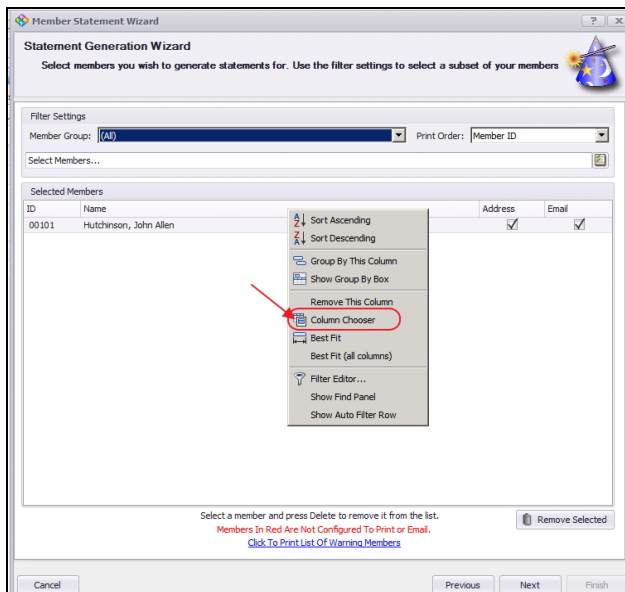 Member Statement Wizard
Statement Generation Wizard
Select members you wish to generate statements for. Use the filter settings to select a subset of your members
Filter Settings
Member Group: (All) Print Order: Member ID
Select Members...
Selected Members
ID Name Address Email
00101 Hutchinson, John Allen
Sort Ascending
Sort Descending
Group By This Column
Show Group By Box
Remove This Column
Column Chooser
Best Fit
Best Fit (all columns)
Filter Editor...
Show Find Panel
Show Auto Filter Row
Select a member and press Delete to remove it from the list.
Remove Selected
Members In Red Are Not Configured To Print or Email.
Click To Print List Of Warning Members
Cancel Previous Next Finish